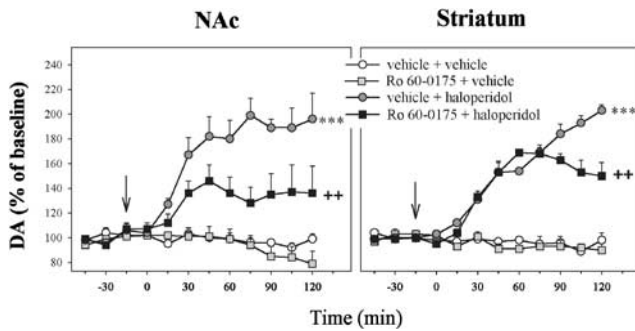 NAc
Striatum
DA (% of baseline)
240
220
200
180
160
140
120
100
80
vehicle + vehicle
Ro 60-0175 + vehicle
vehicle + haloperidol
Ro 60-0175 + haloperidol
***
++
***
++
-30 0 30 60 90 120
-30 0 30 60 90 120
Time (min)